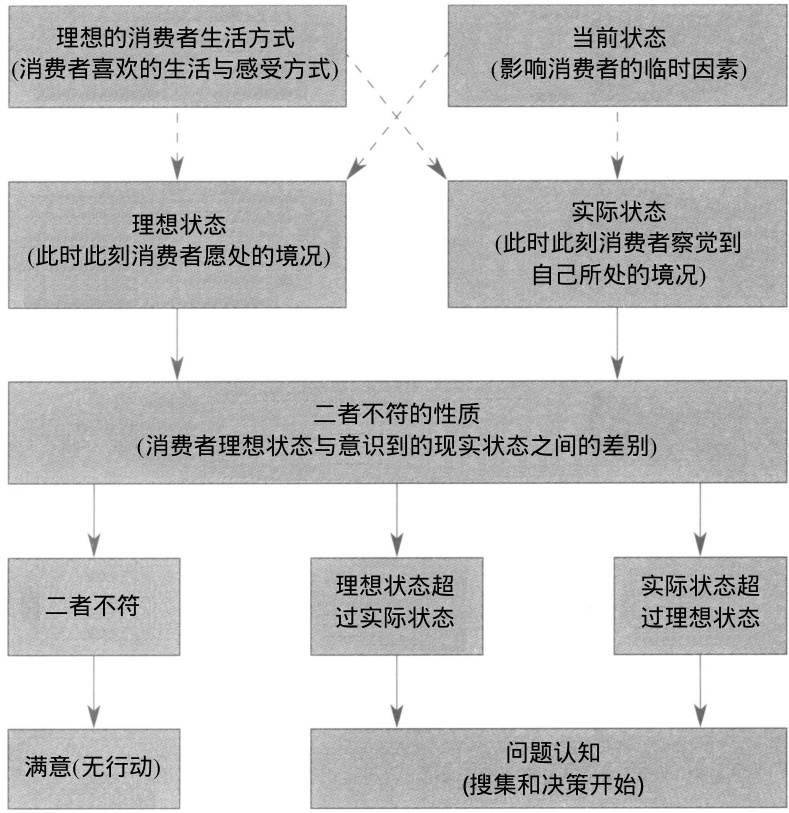 理想的消费者生活方式
(消费者喜欢的生活与感受方式)
当前状态
(影响消费者的临时因素)
理想状态
(此时此刻消费者愿处的境况)
实际状态
(此时此刻消费者察觉到
自己所处的境况)
二者不符的性质
(消费者理想状态与意识到的现实状态之间的差别)
二者不符
理想状态超
过实际状态
实际状态超
过理想状态
满意(无行动)
问题认知
(搜集和决策开始)